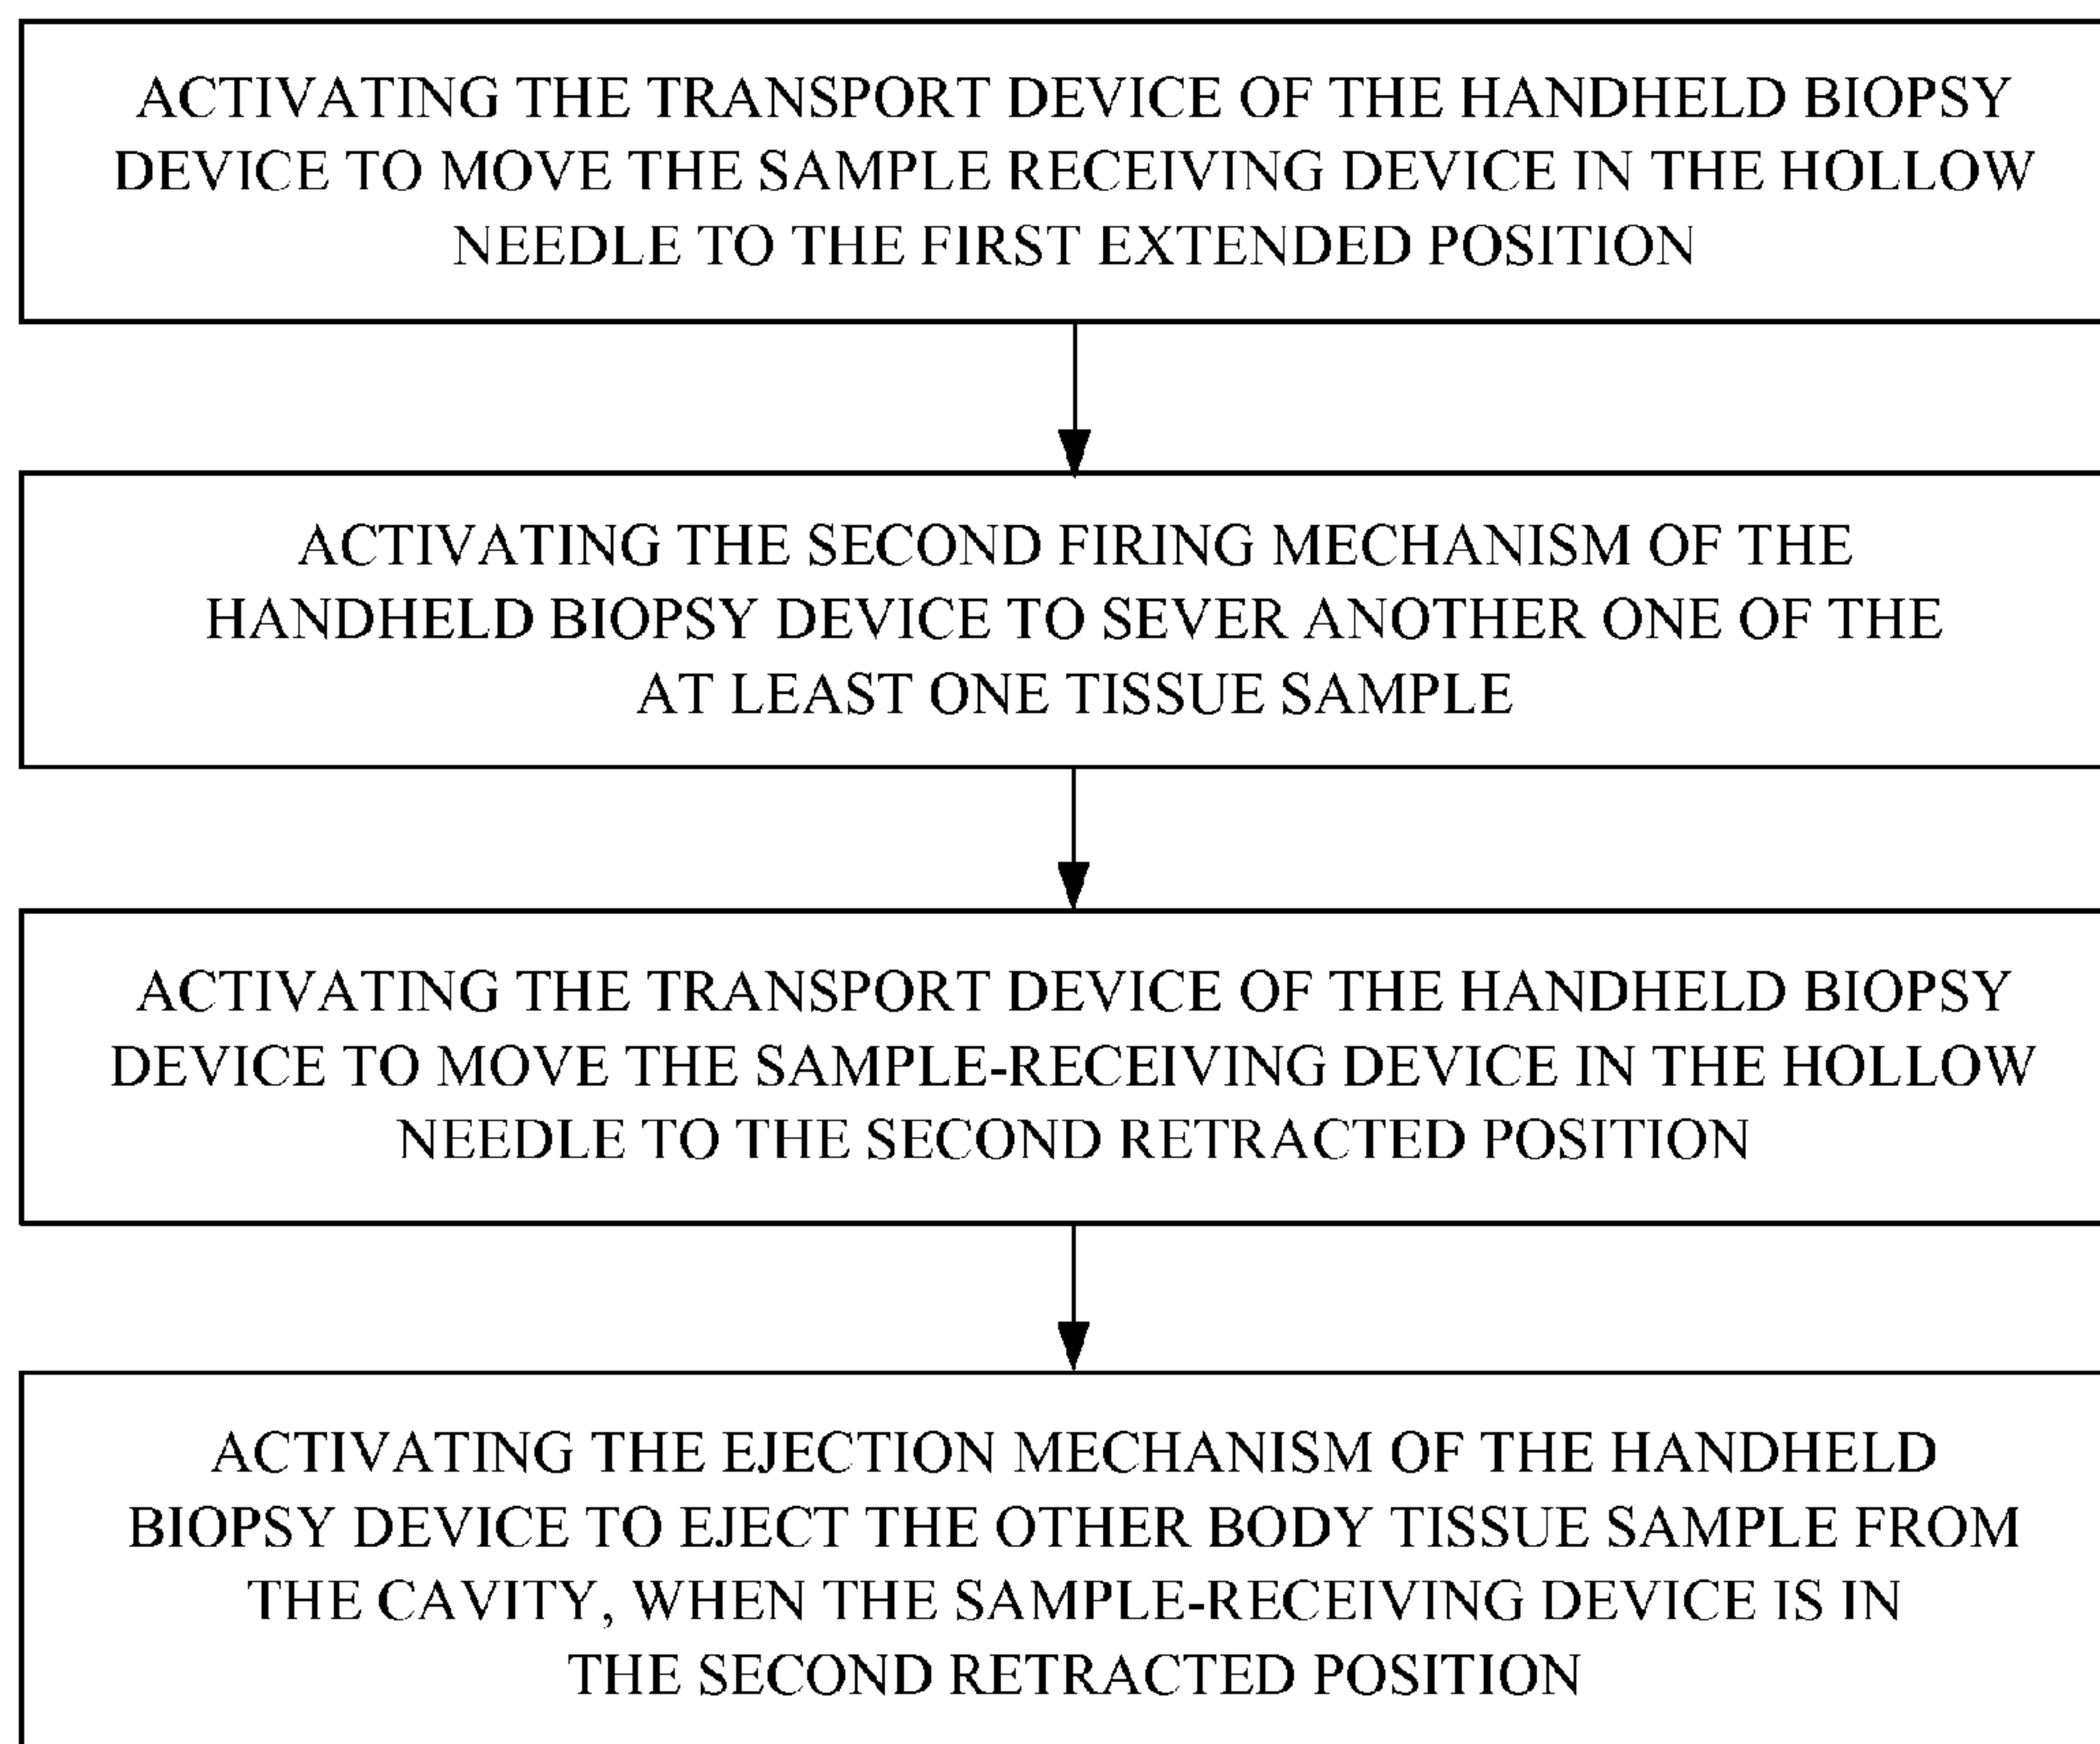 ACTIVATING THE TRANSPORT DEVICE OF THE HANDHELD BIOPSY
DEVICE TO MOVE THE SAMPLE RECEIVING DEVICE IN THE HOLLOW
NEEDLE TO THE FIRST EXTENDED POSITION
ACTIVATING THE SECOND FIRING MECHANISM OF THE
HANDHELD BIOPSY DEVICE TO SEVER ANOTHER ONE OF THE
AT LEAST ONE TISSUE SAMPLE
ACTIVATING THE TRANSPORT DEVICE OF THE HANDHELD BIOPSY
DEVICE TO MOVE THE SAMPLE-RECEIVING DEVICE IN THE HOLLOW
NEEDLE TO THE SECOND RETRACTED POSITION
ACTIVATING THE EJECTION MECHANISM OF THE HANDHELD
BIOPSY DEVICE TO EJECT THE OTHER BODY TISSUE SAMPLE FROM
THE CAVITY, WHEN THE SAMPLE-RECEIVING DEVICE IS IN
THE SECOND RETRACTED POSITION